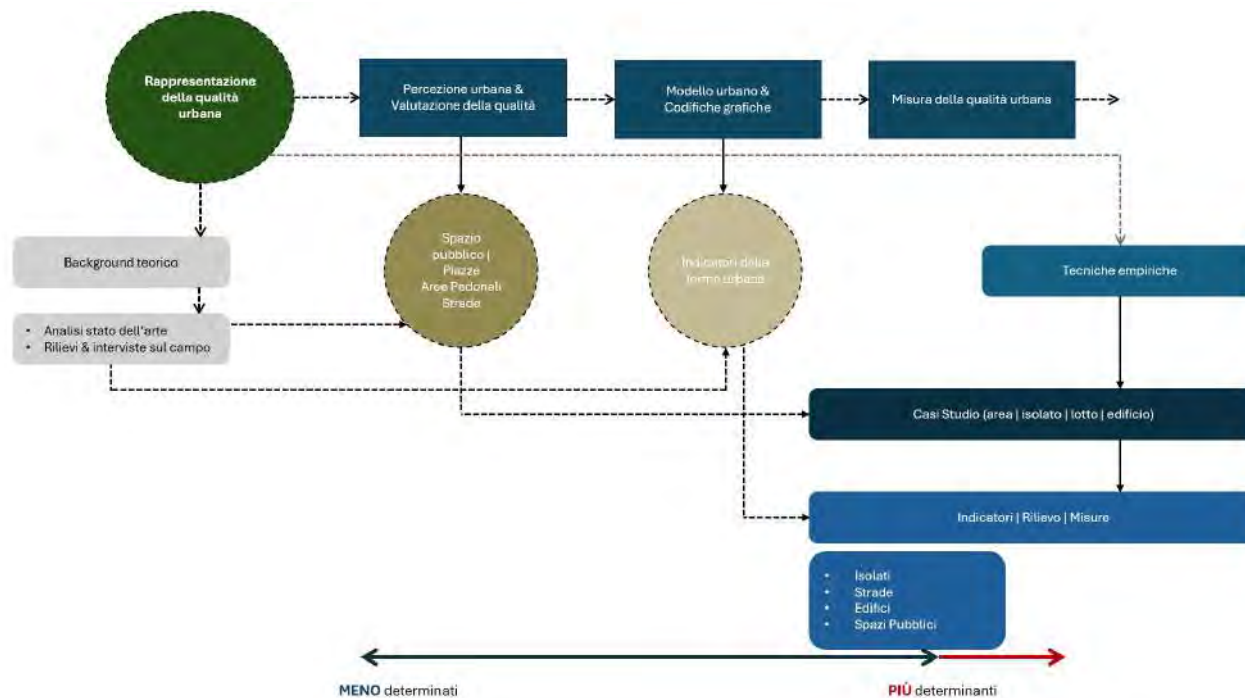 Rappresentazione
della qualità
urbana
Percezione urbana &
Valutazione della qualità
Modello urbano &
Codifiche grafiche
Misura della qualità urbana
Background teorico
• Analisi stato dell'arte
• Rilievi & interviste sul campo
Spazio
pubblico |
Piazze
Aree Pedonali
Strade
Indicatori della
forma urbana
Tecniche empiriche
Casi Studio (area | isolato | lotto | edificio)
Indicatori | Rilievo | Misure
• Isolati
• Strade
• Edifici
• Spazi Pubblici
MENO determinati
PIÙ determinanti